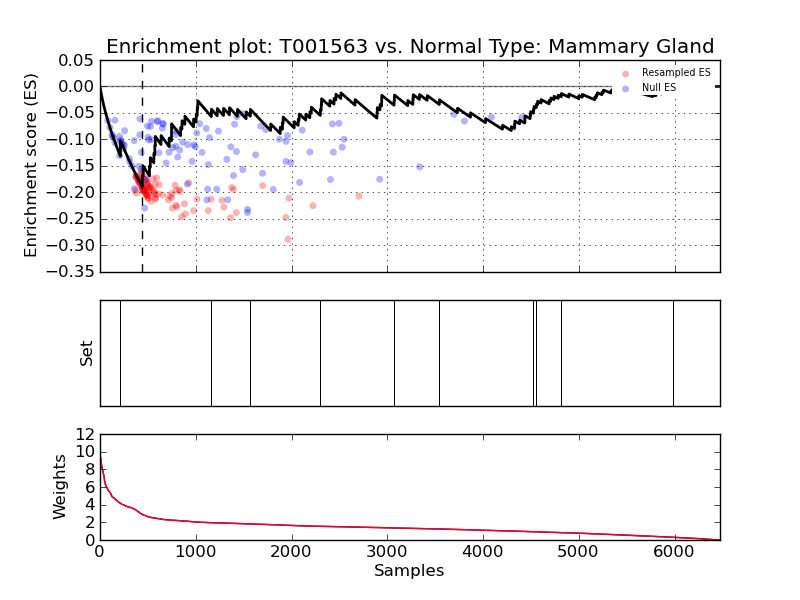 Enrichment plot: T001563 vs. Normal Type: Mammary Gland
Enrichment score (ES)
0.05
0.00
−0.05
−0.10
−0.15
−0.20
−0.25
−0.30
−0.35
Resampled ES
Null ES
Set
Weights
12
10
8
6
4
2
0
0 1000 2000 3000 4000 5000 6000
Samples